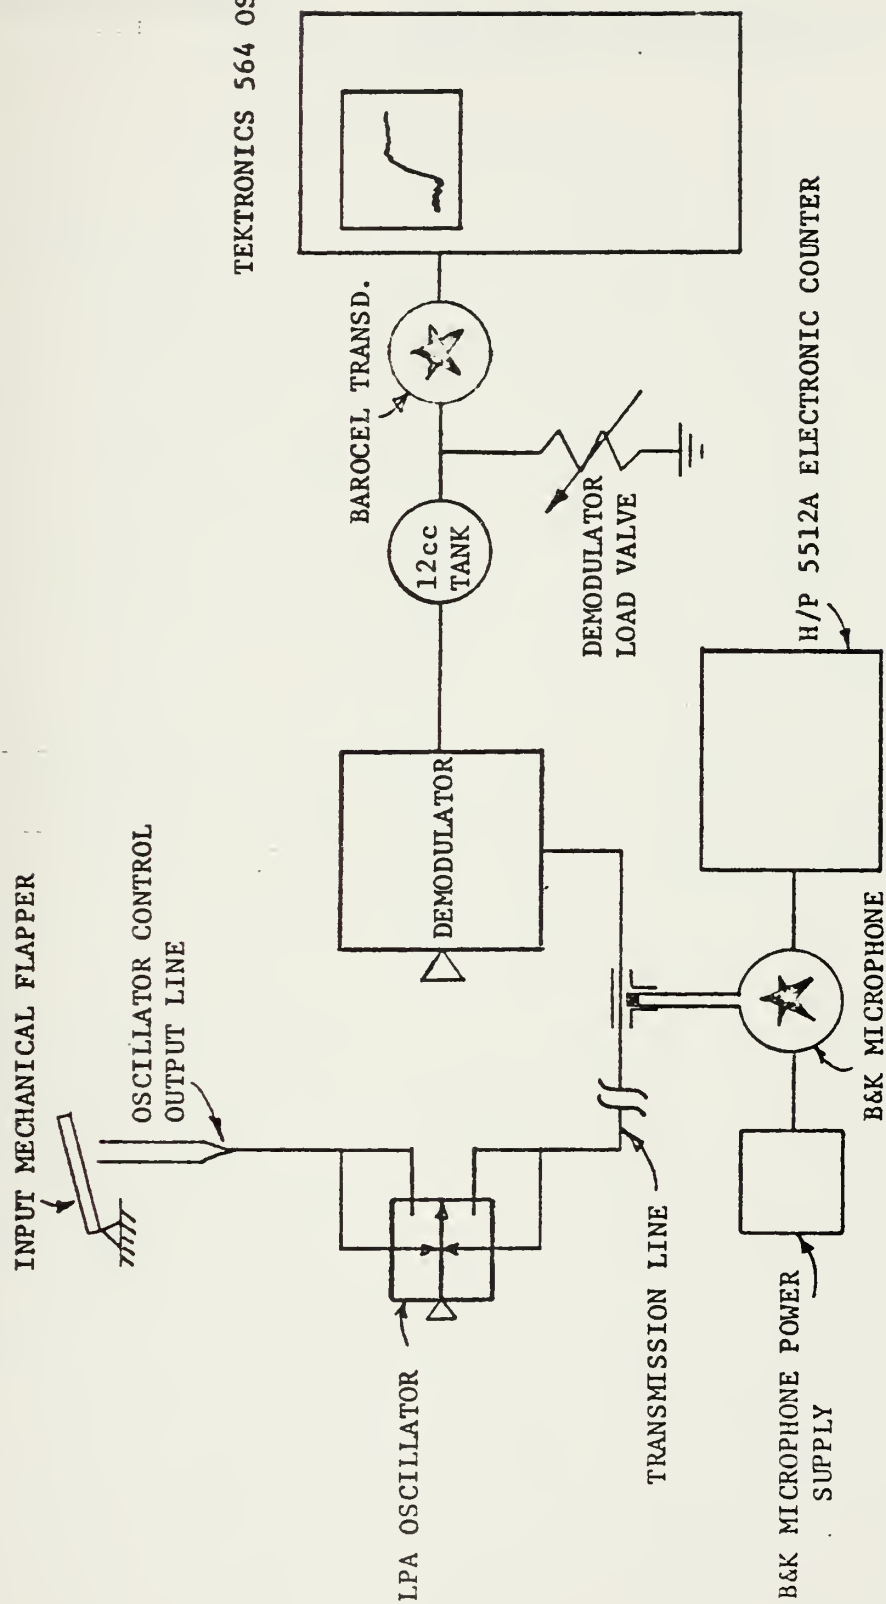 TEKTRONICS 564
INPUT MECHANICAL FLAPPER
OSCILLATOR CONTROL
OUTPUT LINE
BAROCEL TRANSD.
12cc
TANK
DEMODULATOR
LOAD VALVE
DEMODULATOR
LPA OSCILLATOR
TRANSMISSION LINE
H/P 5512A ELECTRONIC COUNTER
B&K MICROPHONE
B&K MICROPHONE POWER
SUPPLY